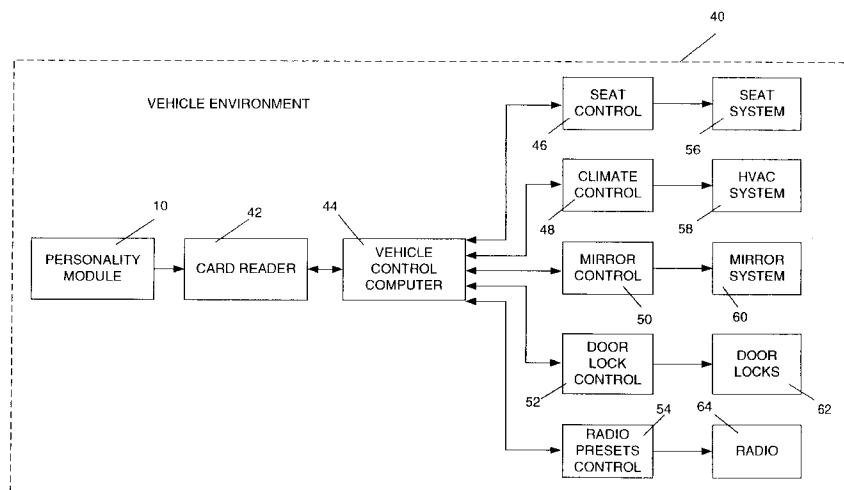 40
VEHICLE ENVIRONMENT
SEAT
CONTROL
SEAT
SYSTEM
46
56
CLIMATE
CONTROL
HVAC
SYSTEM
48
58
10
42
44
PERSONALITY
MODULE
CARD READER
VEHICLE
CONTROL
COMPUTER
MIRROR
CONTROL
MIRROR
SYSTEM
50
60
DOOR
LOCK
CONTROL
DOOR
LOCKS
52
62
54
64
RADIO
PRESETS
CONTROL
RADIO